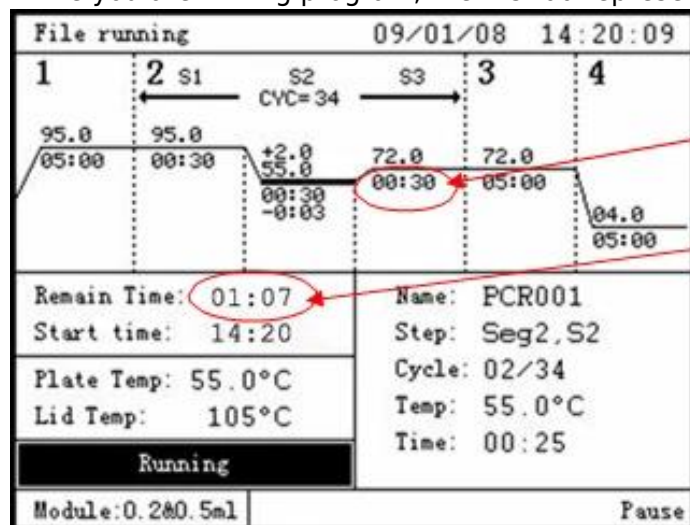 File running 09/01/08 14:20:09
1 2 S1 S2 S3 3 4
CYC=34
95.0 95.0 +2.0 72.0 72.0
05:00 00:30 55.0 00:30 05:00
00:30
-0:03 04.0
05:00
Remain Time: 01:07
Start time: 14:20
Plate Temp: 55.0°C
Lid Temp: 105°C
Running
Name: PCR001
Step: Seg2,S2
Cycle: 02/34
Temp: 55.0°C
Time: 00:25
Module:0.2&0.5ml Pause